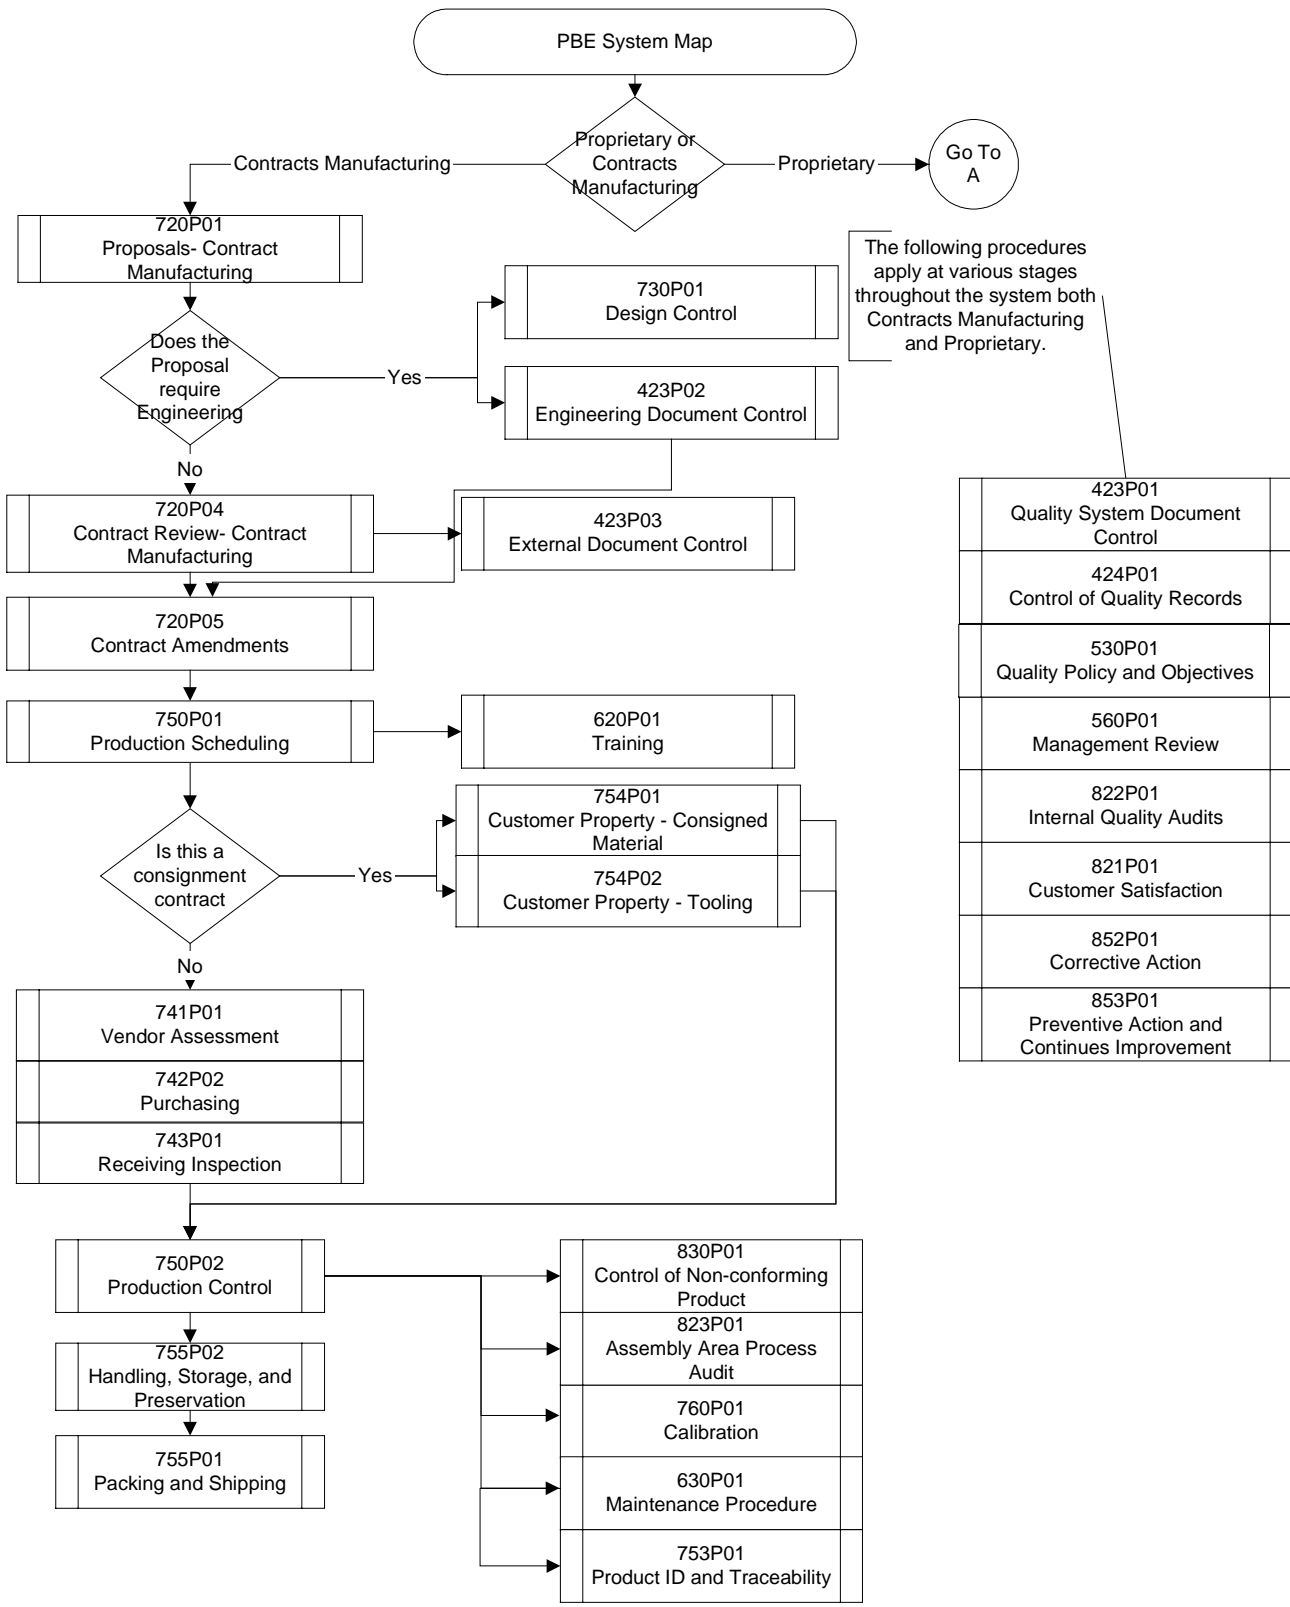 PBE System Map
Proprietary or
Contracts
Manufacturing
Contracts Manufacturing
Proprietary
Go To
A
720P01
Proposals- Contract
Manufacturing
The following procedures
apply at various stages
throughout the system both
Contracts Manufacturing
and Proprietary.
730P01
Design Control
Does the
Proposal
require
Engineering
Yes
423P02
Engineering Document Control
No
720P04
Contract Review- Contract
Manufacturing
423P03
External Document Control
720P05
Contract Amendments
750P01
Production Scheduling
620P01
Training
Is this a
consignment
contract
Yes
754P01
Customer Property - Consigned
Material
754P02
Customer Property - Tooling
No
741P01
Vendor Assessment
742P02
Purchasing
743P01
Receiving Inspection
750P02
Production Control
755P02
Handling, Storage, and
Preservation
755P01
Packing and Shipping
830P01
Control of Non-conforming
Product
823P01
Assembly Area Process
Audit
760P01
Calibration
630P01
Maintenance Procedure
753P01
Product ID and Traceability
423P01
Quality System Document
Control
424P01
Control of Quality Records
530P01
Quality Policy and Objectives
560P01
Management Review
822P01
Internal Quality Audits
821P01
Customer Satisfaction
852P01
Corrective Action
853P01
Preventive Action and
Continues Improvement